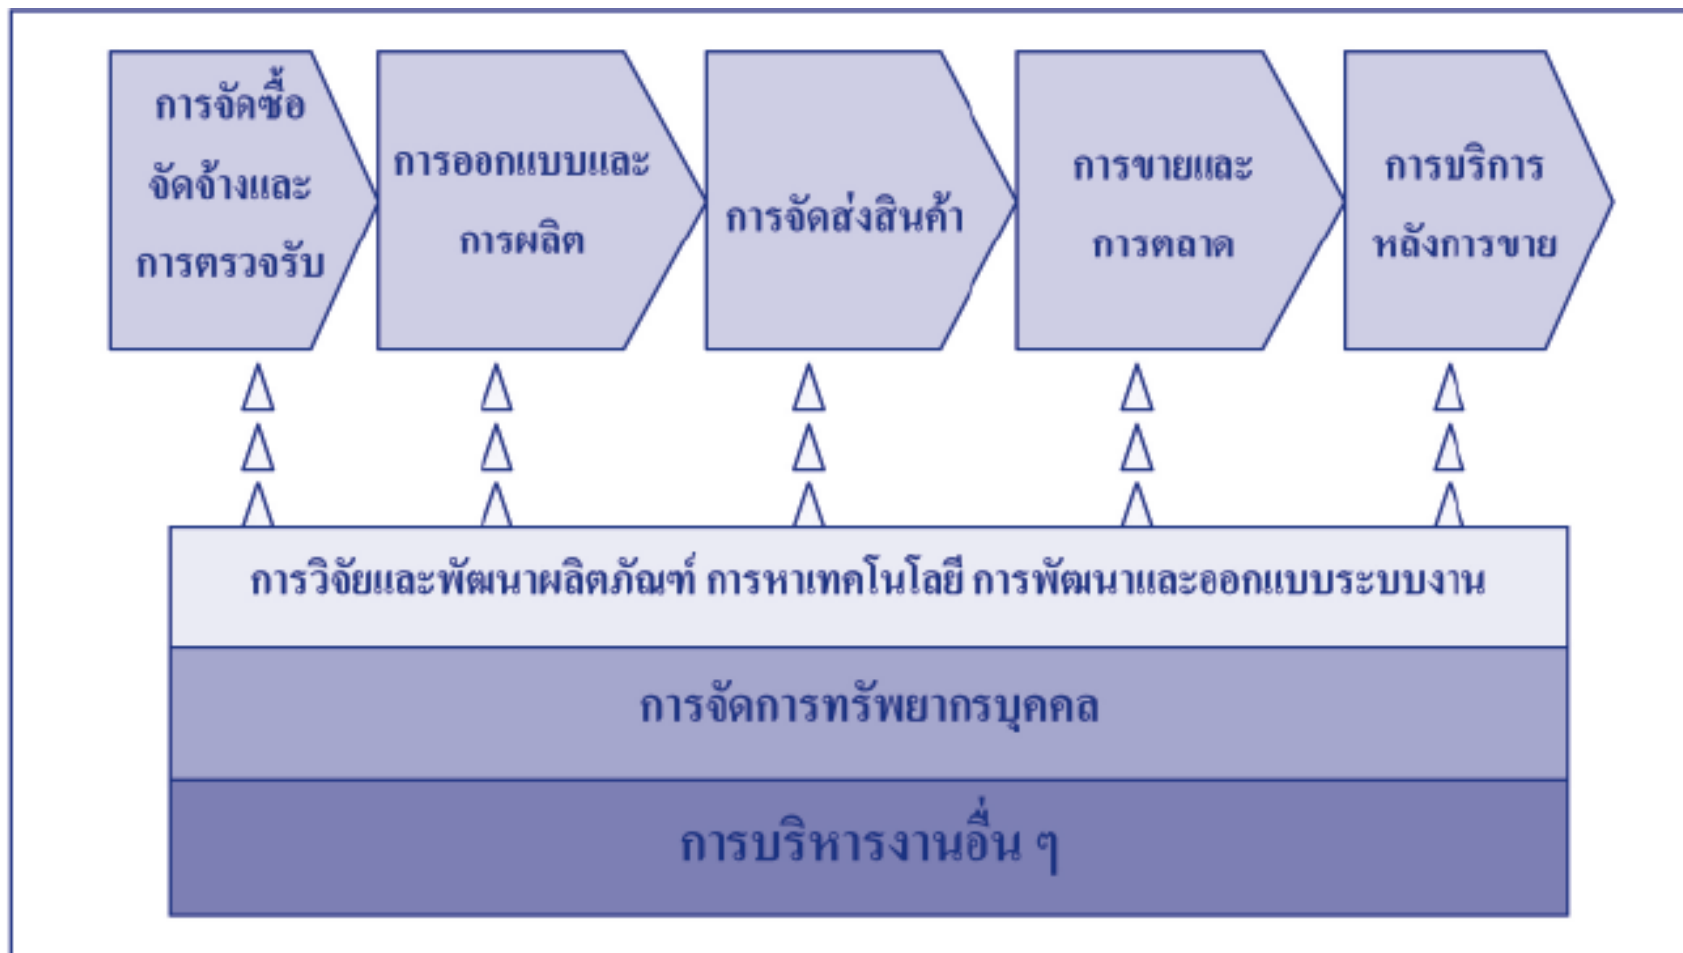 การจัดซื้อ
จัดจ้างและ
การตรวจรับ
การออกแบบและ
การผลิต
การจัดส่งสินค้า
การขายและ
การตลาด
การบริการ
หลังการขาย
การวิจัยและพัฒนาผลิตภัณฑ์ การหาเทคโนโลยี การพัฒนาและออกแบบระบบงาน
การจัดการทรัพยากรบุคคล
การบริหารงานอื่น ๆ